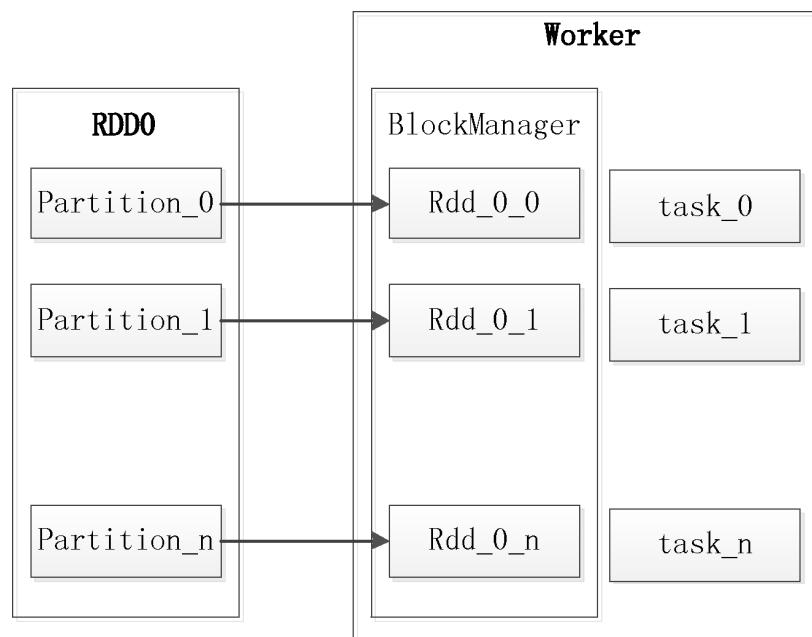 Worker
RDD0
BlockManager
Partition_0
Rdd_0_0
task_0
Partition_1
Rdd_0_1
task_1
Partition_n
Rdd_0_n
task_n